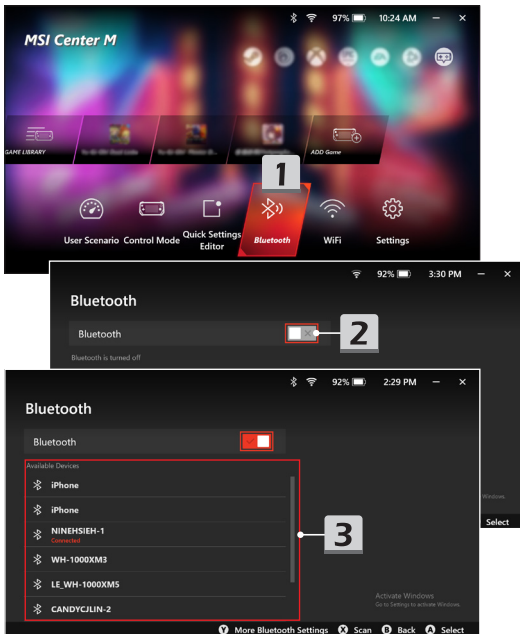 97% 10:24 AM
MSI Center M
GAME LIBRARY
ADD Game
1
User Scenario
Control Mode
Quick Settings
Editor
Bluetooth
WiFi
Settings
92% 3:30 PM
Bluetooth
Bluetooth
2
Bluetooth is turned off
Windows.
Select
92% 2:29 PM
Bluetooth
Bluetooth
Available Devices
iPhone
iPhone
NINEHSIEH-1
Connected
3
WH-1000XM3
LE_WH-1000XM5
CANDYCJLIN-2
Activate Windows
Go to Settings to activate Windows.
Y More Bluetooth Settings X Scan B Back A Select